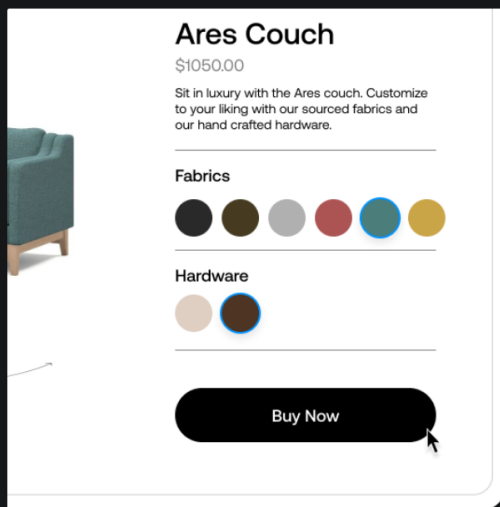 Ares Couch
$1050.00
Sit in luxury with the Ares couch. Customize
to your liking with our sourced fabrics and
our hand crafted hardware.
Fabrics
Hardware
Buy Now